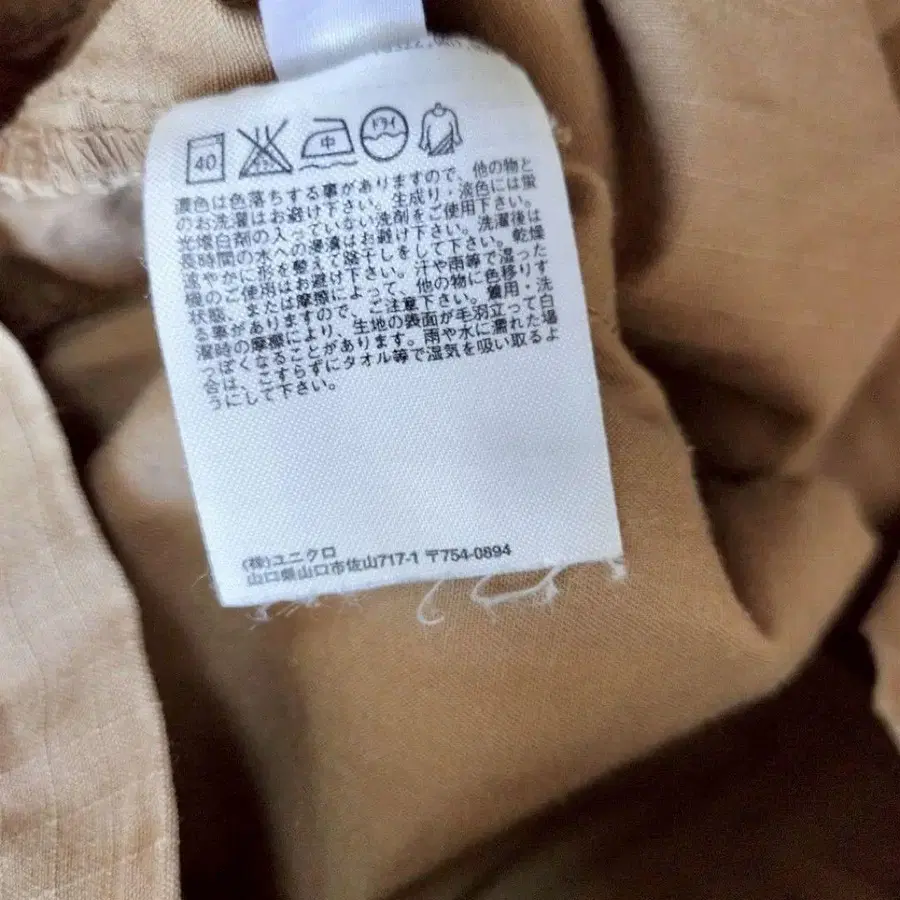 40 エンソサラシ 中 ドライ
濃色は色落ちする事がありますので、他の物と
のお洗濯はお避け下さい。生成り・淡色には蛍
光増白剤の入っていない洗剤をご使用下さい。
長時間の水への浸漬はお避け下さい。洗濯後は
速やかに形を整えて陰干しをして下さい。乾燥
機のご使用はお避け下さい。汗や雨等で湿った
状態、または摩擦によって、他の物に色移りす
る事がありますので、ご注意下さい。着用・洗
濯時の摩擦により、生地の表面が毛羽立って白
っぽくなることがあります。雨や水に濡れた場
合は、こすらずにタオル等で湿気を吸い取るよ
うにして下さい。
(株)ユニクロ
山口県山口市佐山717-1 〒754-0894